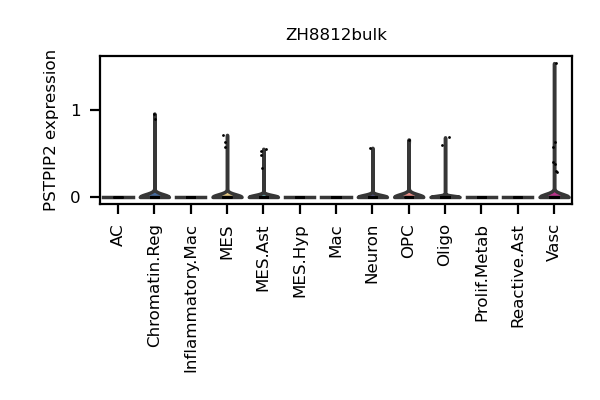 ZH8812bulk
PSTPIP2 expression
1
0
AC
Chromatin.Reg
Inflammatory.Mac
MES
MES.Ast
MES.Hyp
Mac
Neuron
OPC
Oligo
Prolif.Metab
Reactive.Ast
Vasc